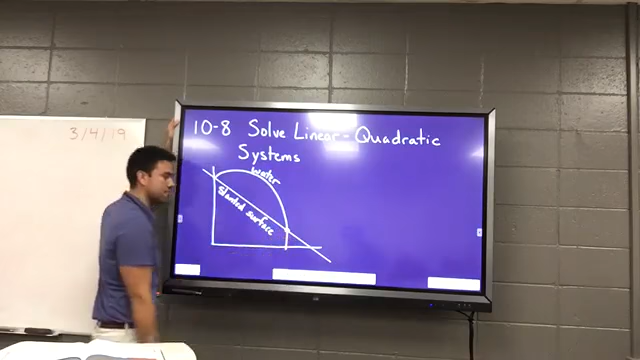 3/4/19
10-8 Solve Linear-Quadratic
Systems
water
Slanted surface